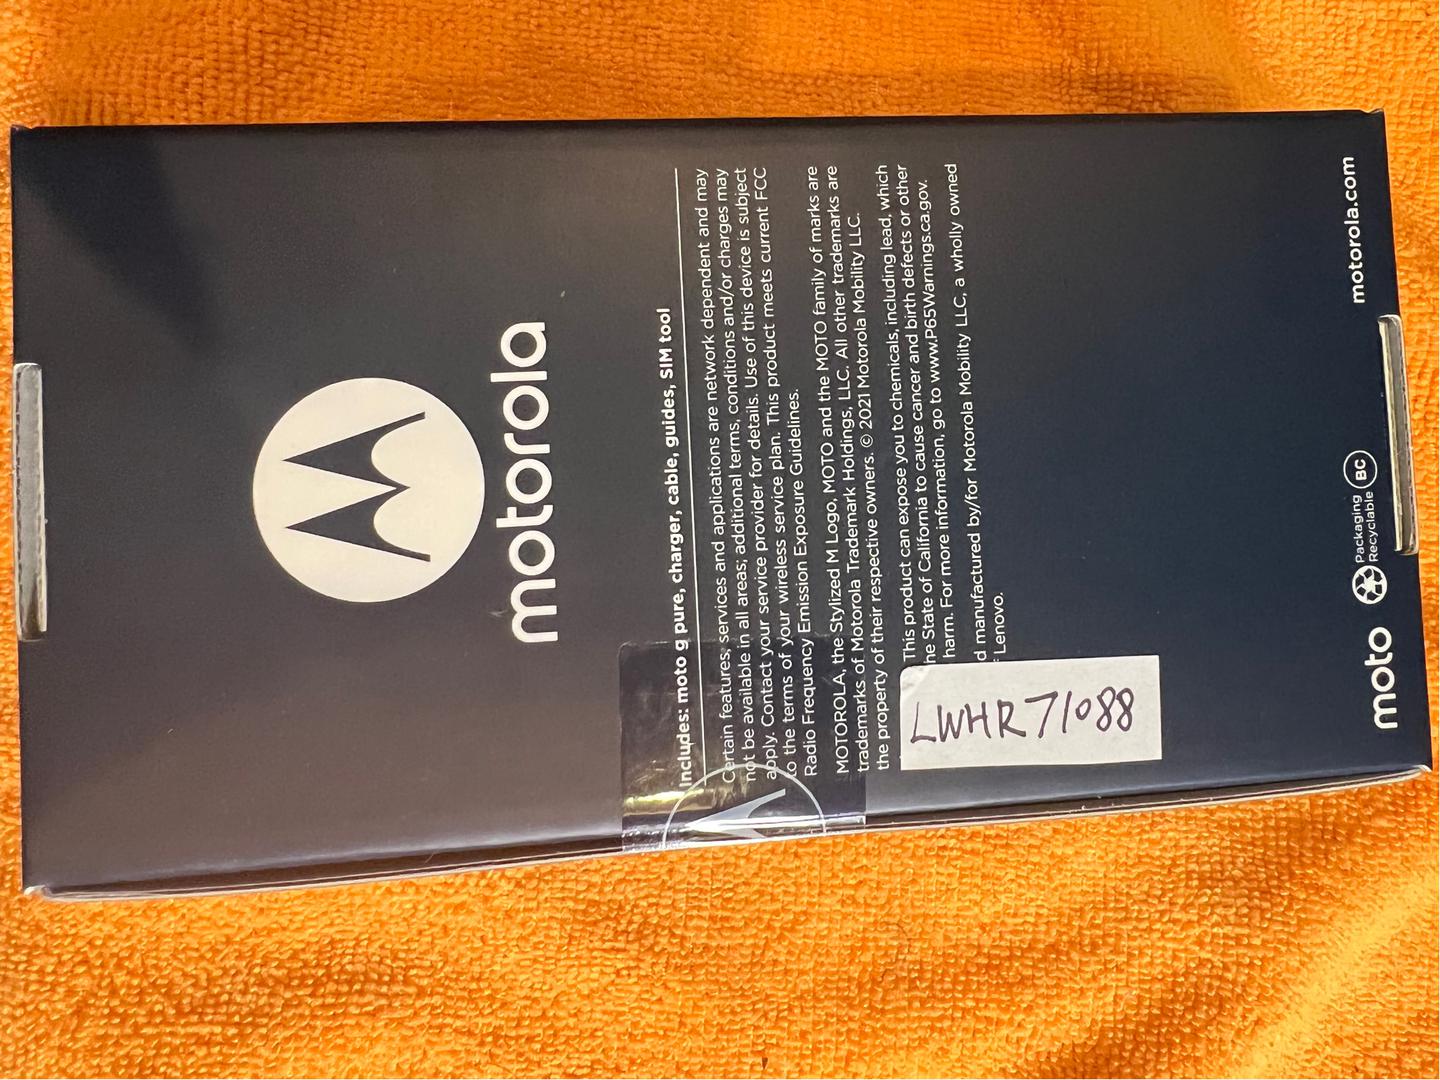 motorola
Includes: moto g pure, charger, cable, guides, SIM tool
Certain features, services and applications are network dependent and may
not be available in all areas; additional terms, conditions and/or charges may
apply. Contact your service provider for details. Use of this device is subject
to the terms of your wireless service plan. This product meets current FCC
Radio Frequency Emission Exposure Guidelines.
MOTOROLA, the Stylized M Logo, MOTO and the MOTO family of marks are
trademarks of Motorola Trademark Holdings, LLC. All other trademarks are
the property of their respective owners. © 2021 Motorola Mobility LLC.
This product can expose you to chemicals, including lead, which
he State of California to cause cancer and birth defects or other
harm. For more information, go to www.P65Warnings.ca.gov.
d manufactured by/for Motorola Mobility LLC, a wholly owned
Lenovo.
LWHR71088
moto
Packaging
Recyclable
BC
motorola.com